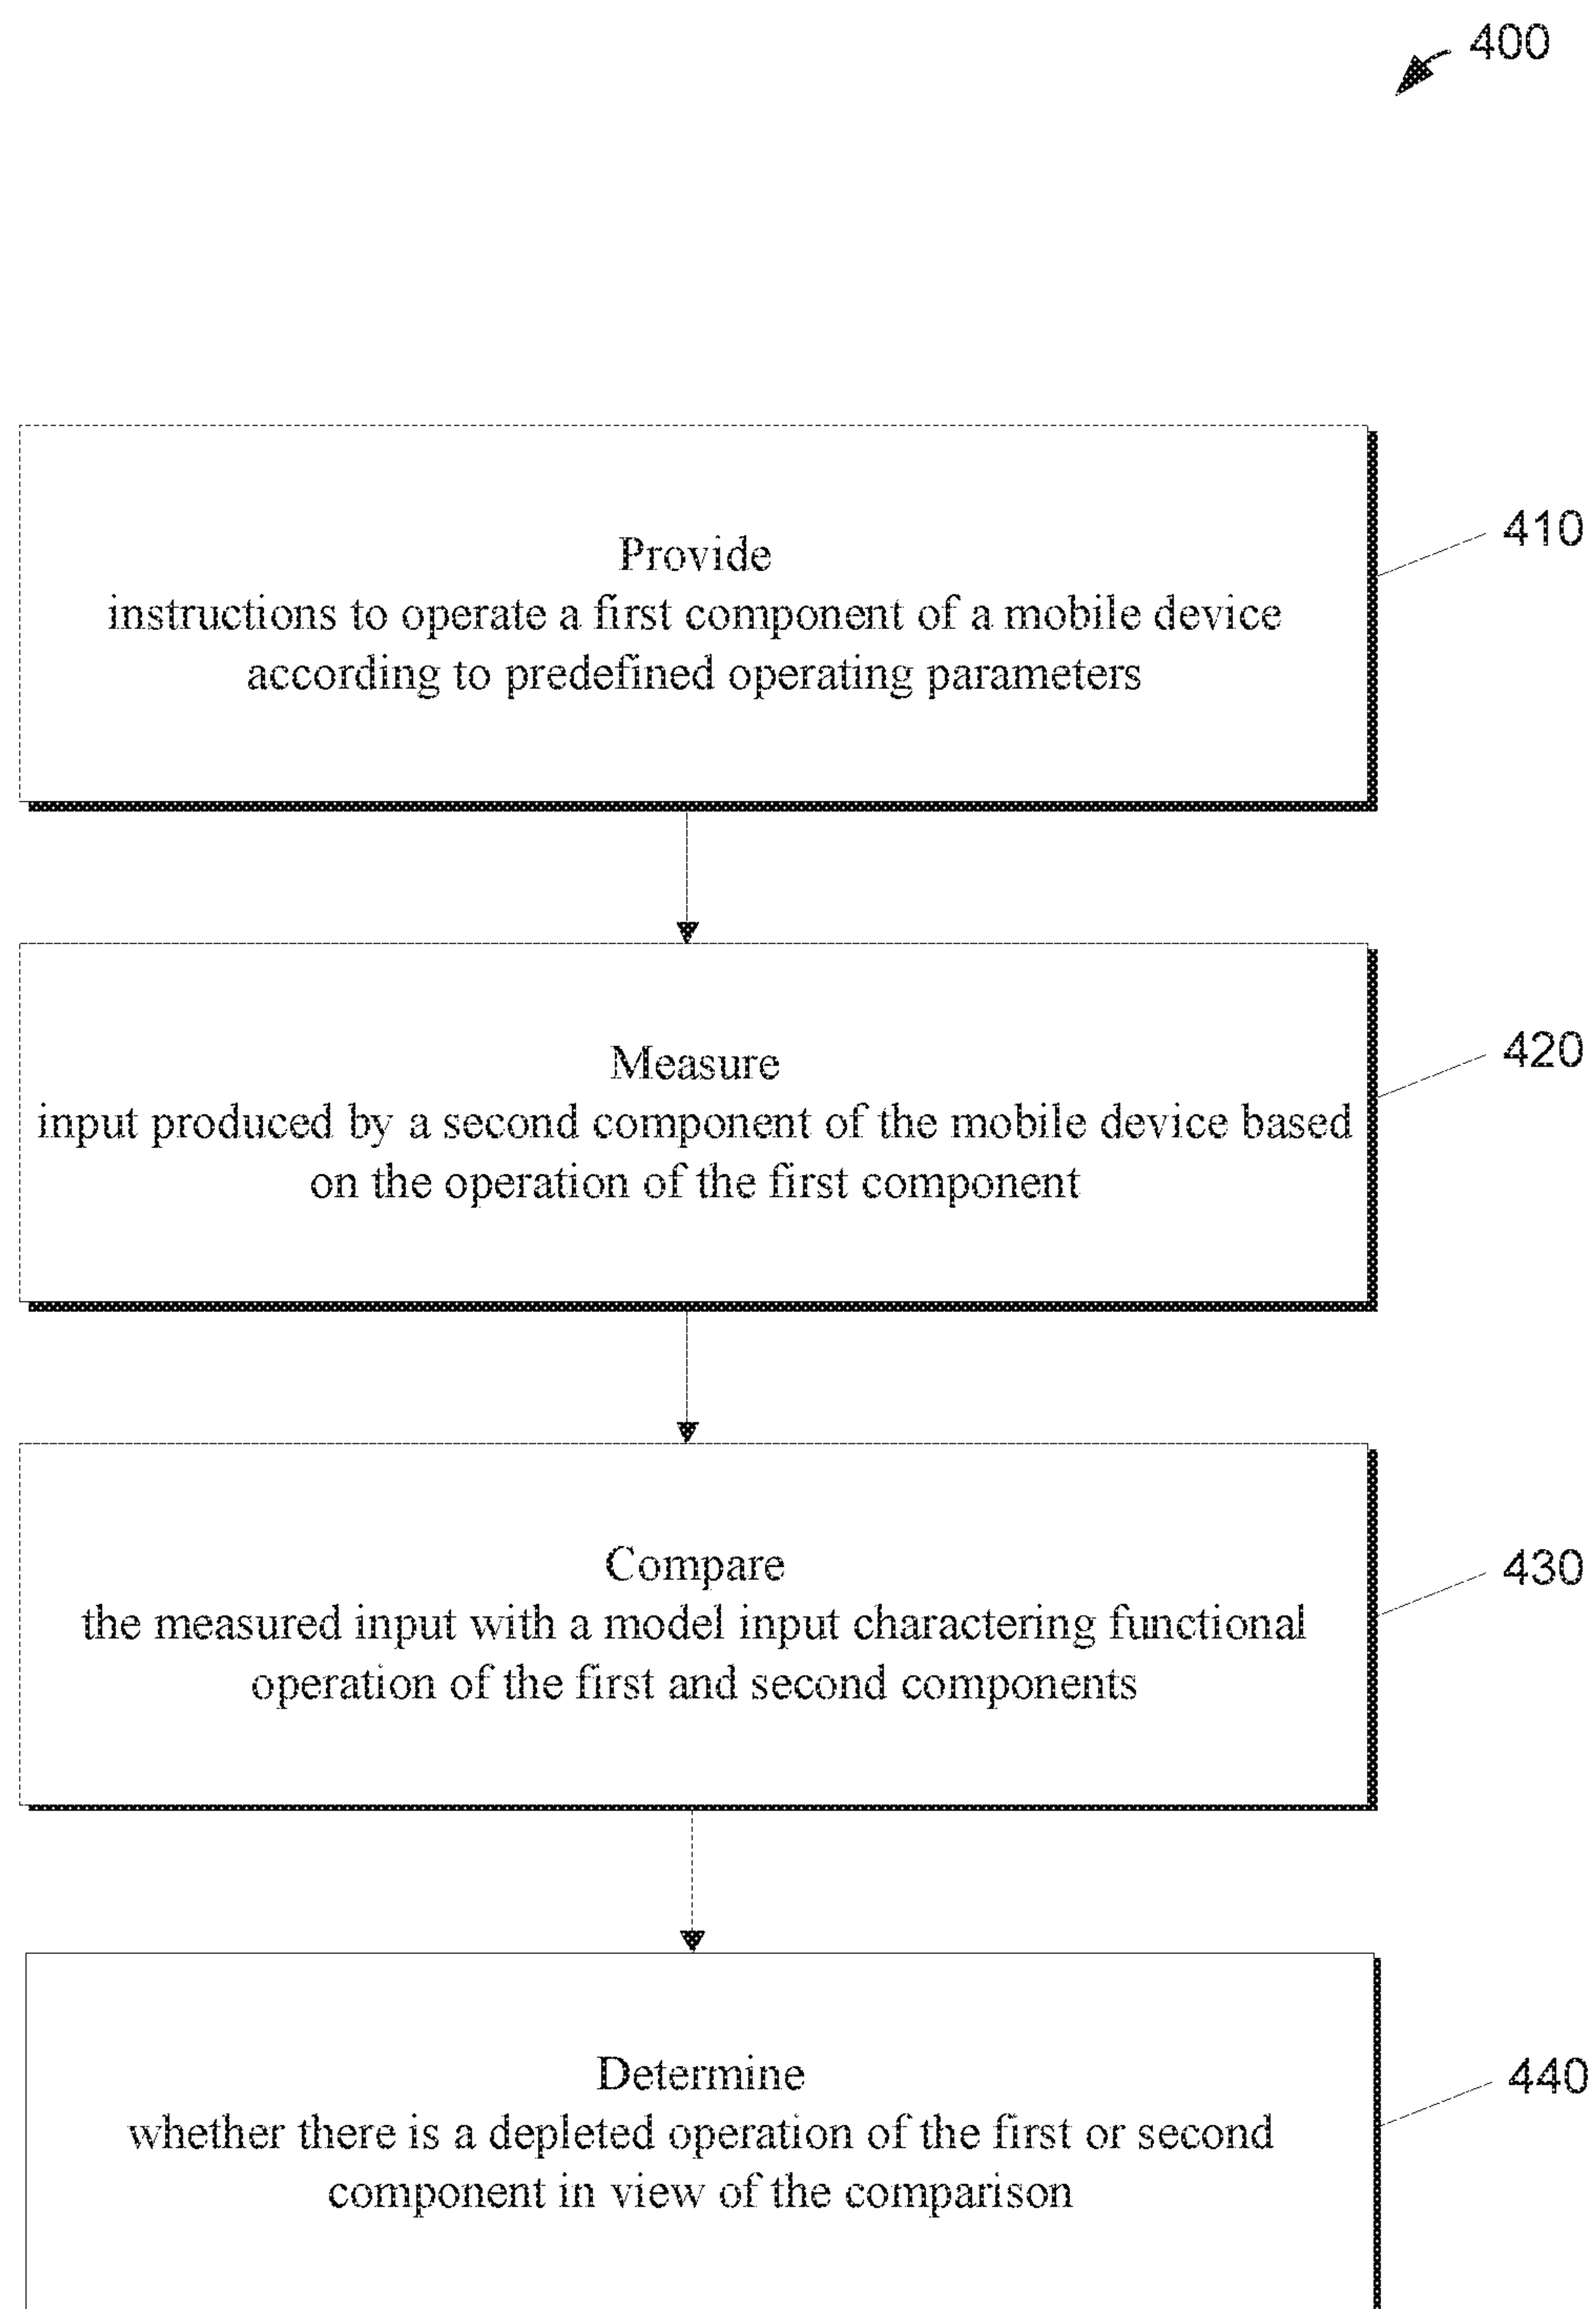 400
Provide
instructions to operate a first component of a mobile device
according to predefined operating parameters
410
Measure
input produced by a second component of the mobile device based
on the operation of the first component
420
Compare
the measured input with a model input charactering functional
operation of the first and second components
430
Determine
whether there is a depleted operation of the first or second
component in view of the comparison
440